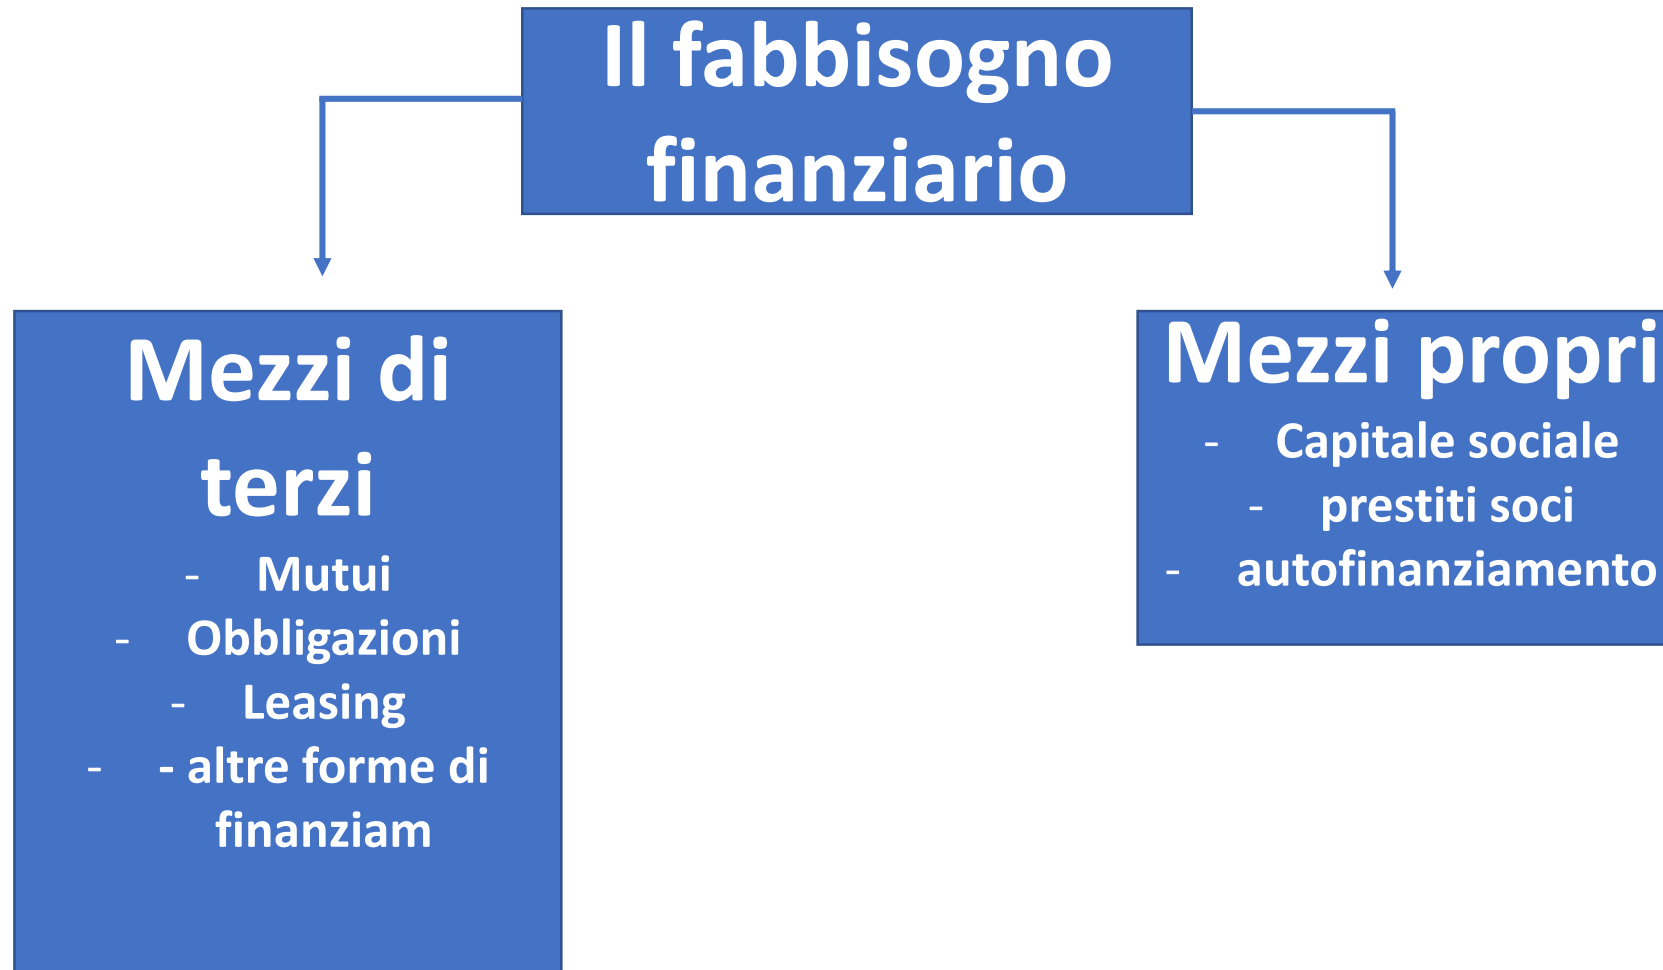 Il fabbisogno
finanziario
Mezzi di
terzi
- Mutui
- Obbligazioni
- Leasing
- - altre forme di
finanziam
Mezzi propri
- Capitale sociale
- prestiti soci
- autofinanziamento